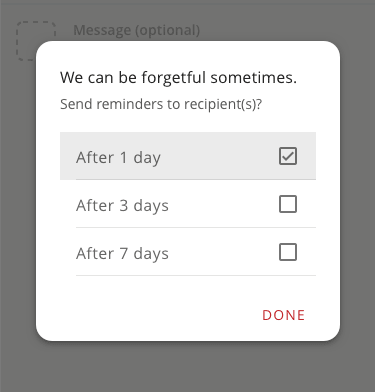 Message (optional)
We can be forgetful sometimes.
Send reminders to recipient(s)?
After 1 day
After 3 days
After 7 days
DONE